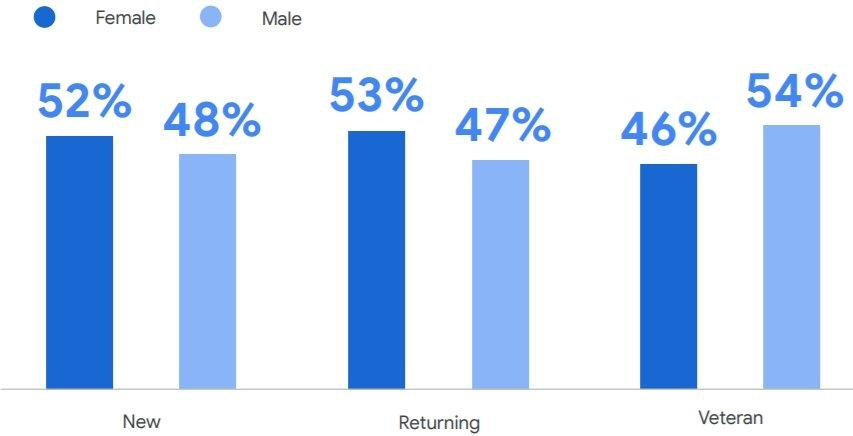 Female Male
52% 48% 53% 47% 46% 54%
New Returning Veteran